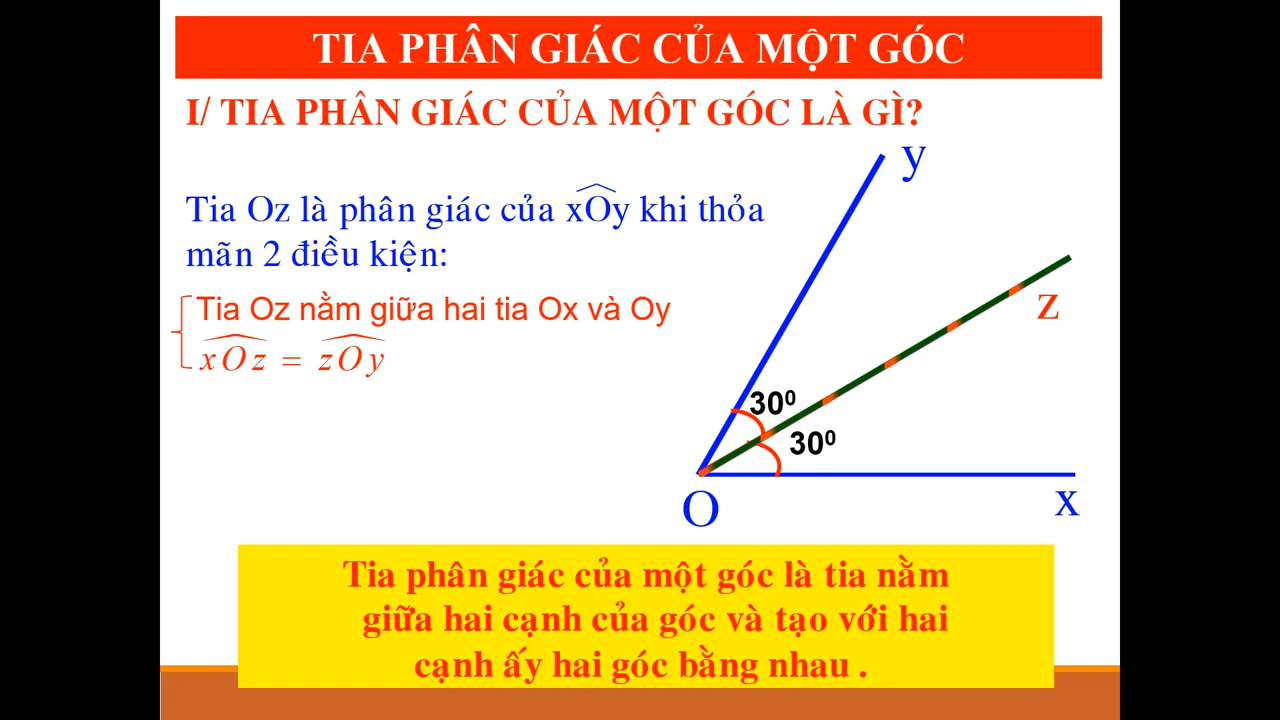 TIA PHÂN GIÁC CỦA MỘT GÓC
I/ TIA PHÂN GIÁC CỦA MỘT GÓC LÀ GÌ?
y
Tia Oz là phân giác của xOy khi thỏa
mãn 2 điều kiện:
Tia Oz nằm giữa hai tia Ox và Oy
z
xOz = zOy
30⁰
30⁰
O
x
Tia phân giác của một góc là tia nằm
giữa hai cạnh của góc và tạo với hai
cạnh ấy hai góc bằng nhau .